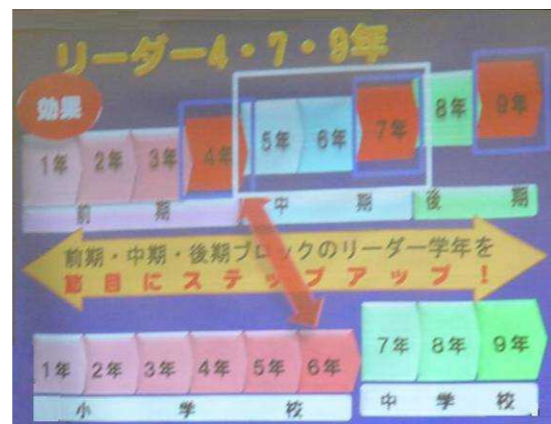 リーダー4・7・9年
効果
1年 2年 3年 4年 5年 6年 7年 8年 9年
前期 中期 後期
前期・中期・後期ブロックのリーダー学年を
節目にステップアップ!
1年 2年 3年 4年 5年 6年 7年 8年 9年
小学校 中学校